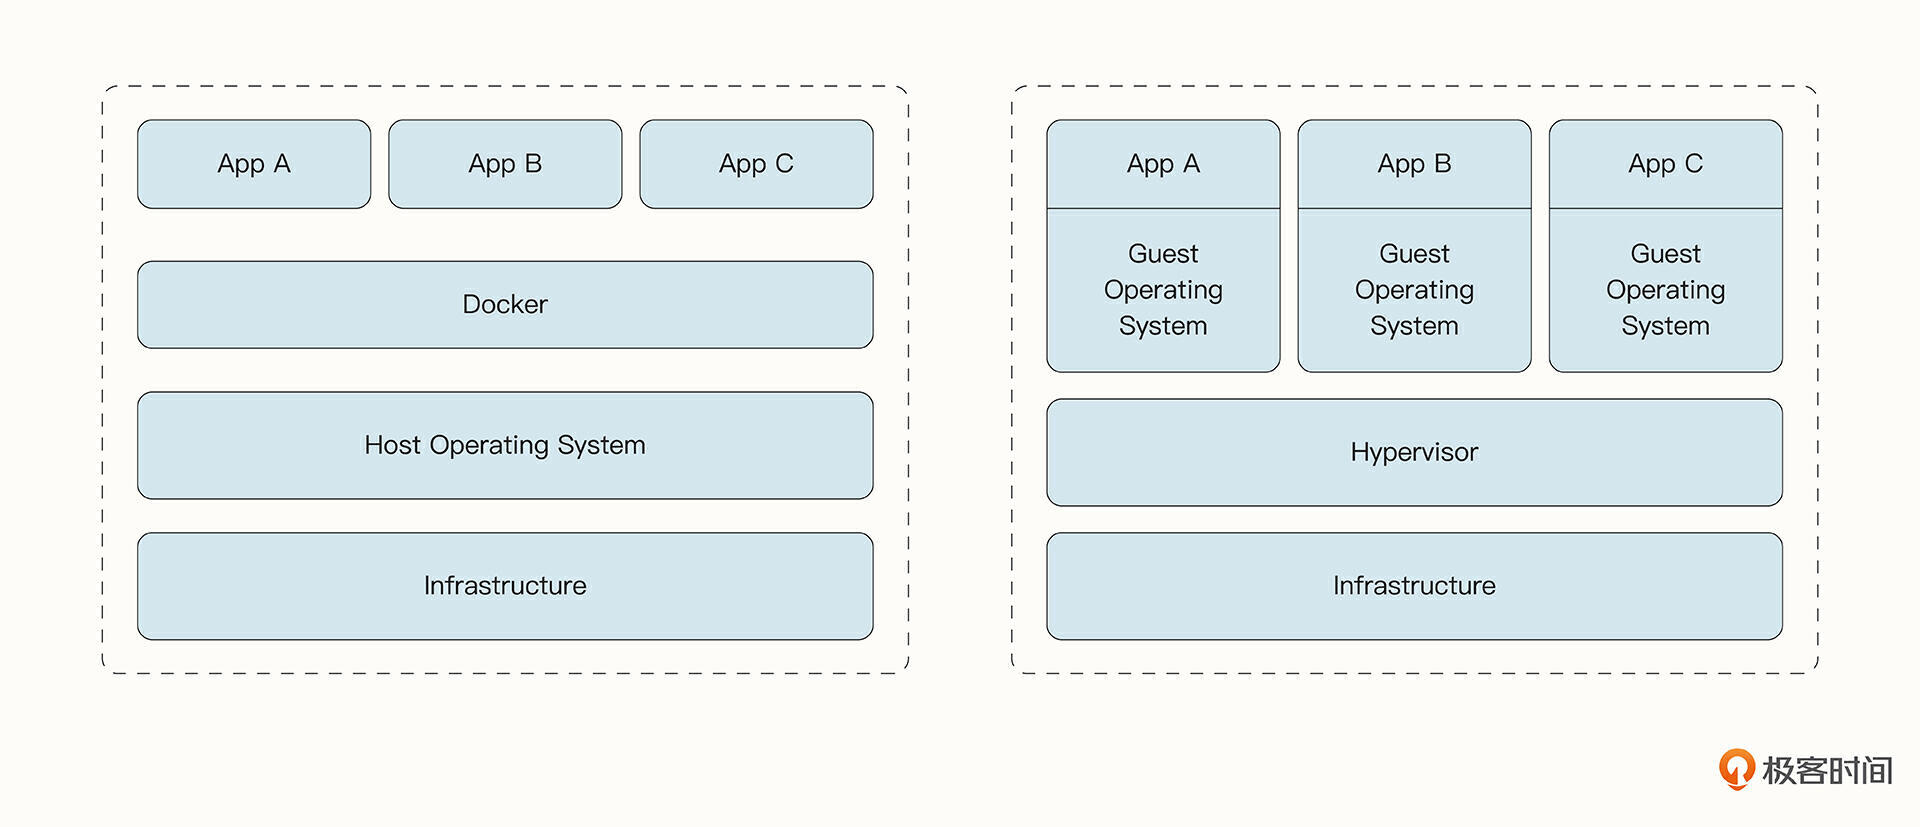 App A
App B
App C
Docker
Host Operating System
Infrastructure
App A
App B
App C
Guest
Operating
System
Guest
Operating
System
Guest
Operating
System
Hypervisor
Infrastructure
极客时间